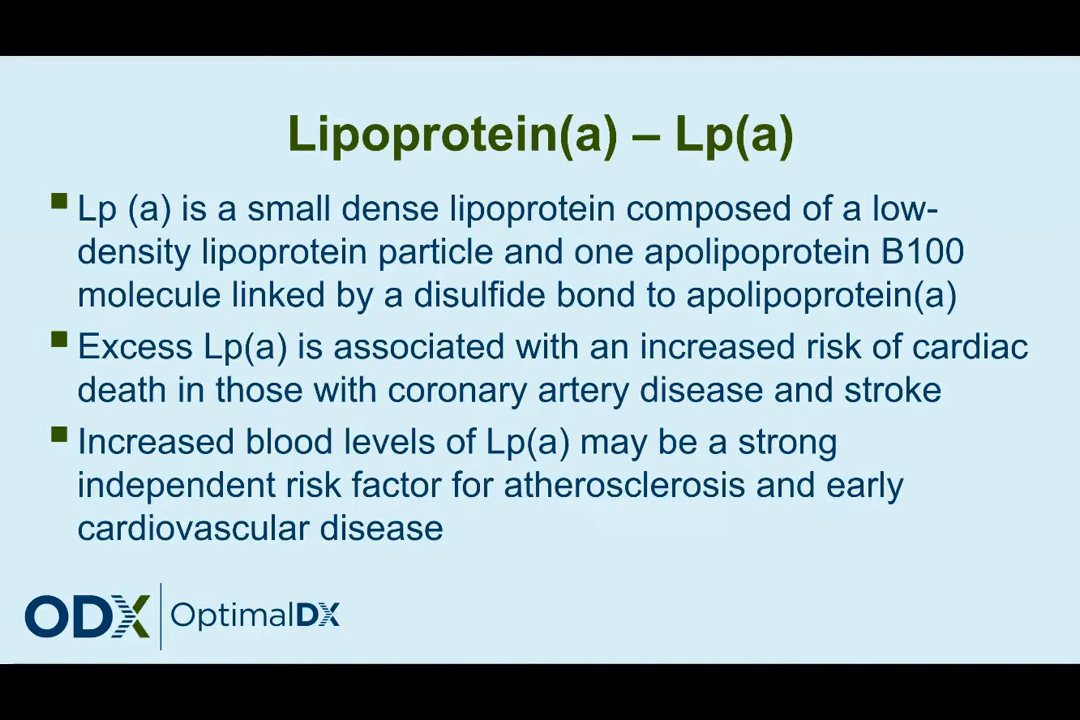 Lipoprotein(a) – Lp(a)
Lp (a) is a small dense lipoprotein composed of a low-
density lipoprotein particle and one apolipoprotein B100
molecule linked by a disulfide bond to apolipoprotein(a)
Excess Lp(a) is associated with an increased risk of cardiac
death in those with coronary artery disease and stroke
Increased blood levels of Lp(a) may be a strong
independent risk factor for atherosclerosis and early
cardiovascular disease
ODX OptimalDX